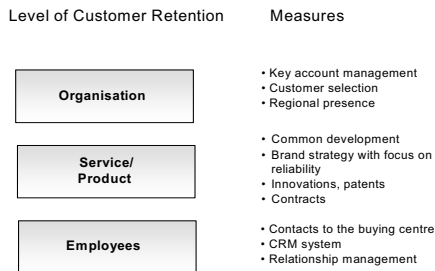 Level of Customer Retention Measures
Organisation
• Key account management
• Customer selection
• Regional presence
Service/
Product
• Common development
• Brand strategy with focus on
reliability
• Innovations, patents
• Contracts
Employees
• Contacts to the buying centre
• CRM system
• Relationship management